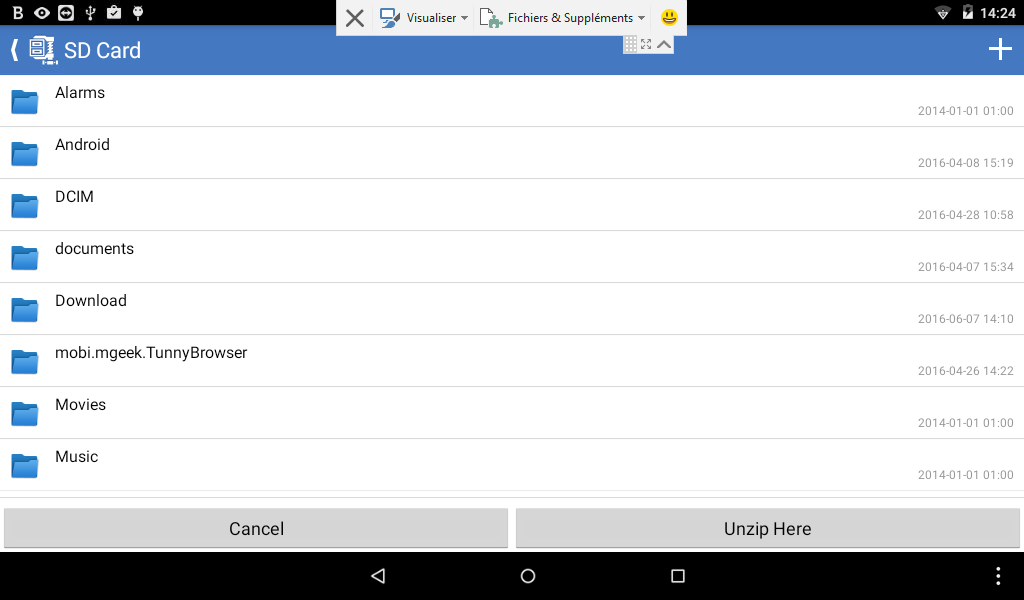 B
Visualiser
Fichiers & Suppléments
14:24
SD Card
Alarms
2014-01-01 01:00
Android
2016-04-08 15:19
DCIM
2016-04-28 10:58
documents
2016-04-07 15:34
Download
2016-06-07 14:10
mobi.mgeek.TunnyBrowser
2016-04-26 14:22
Movies
2014-01-01 01:00
Music
2014-01-01 01:00
Cancel
Unzip Here